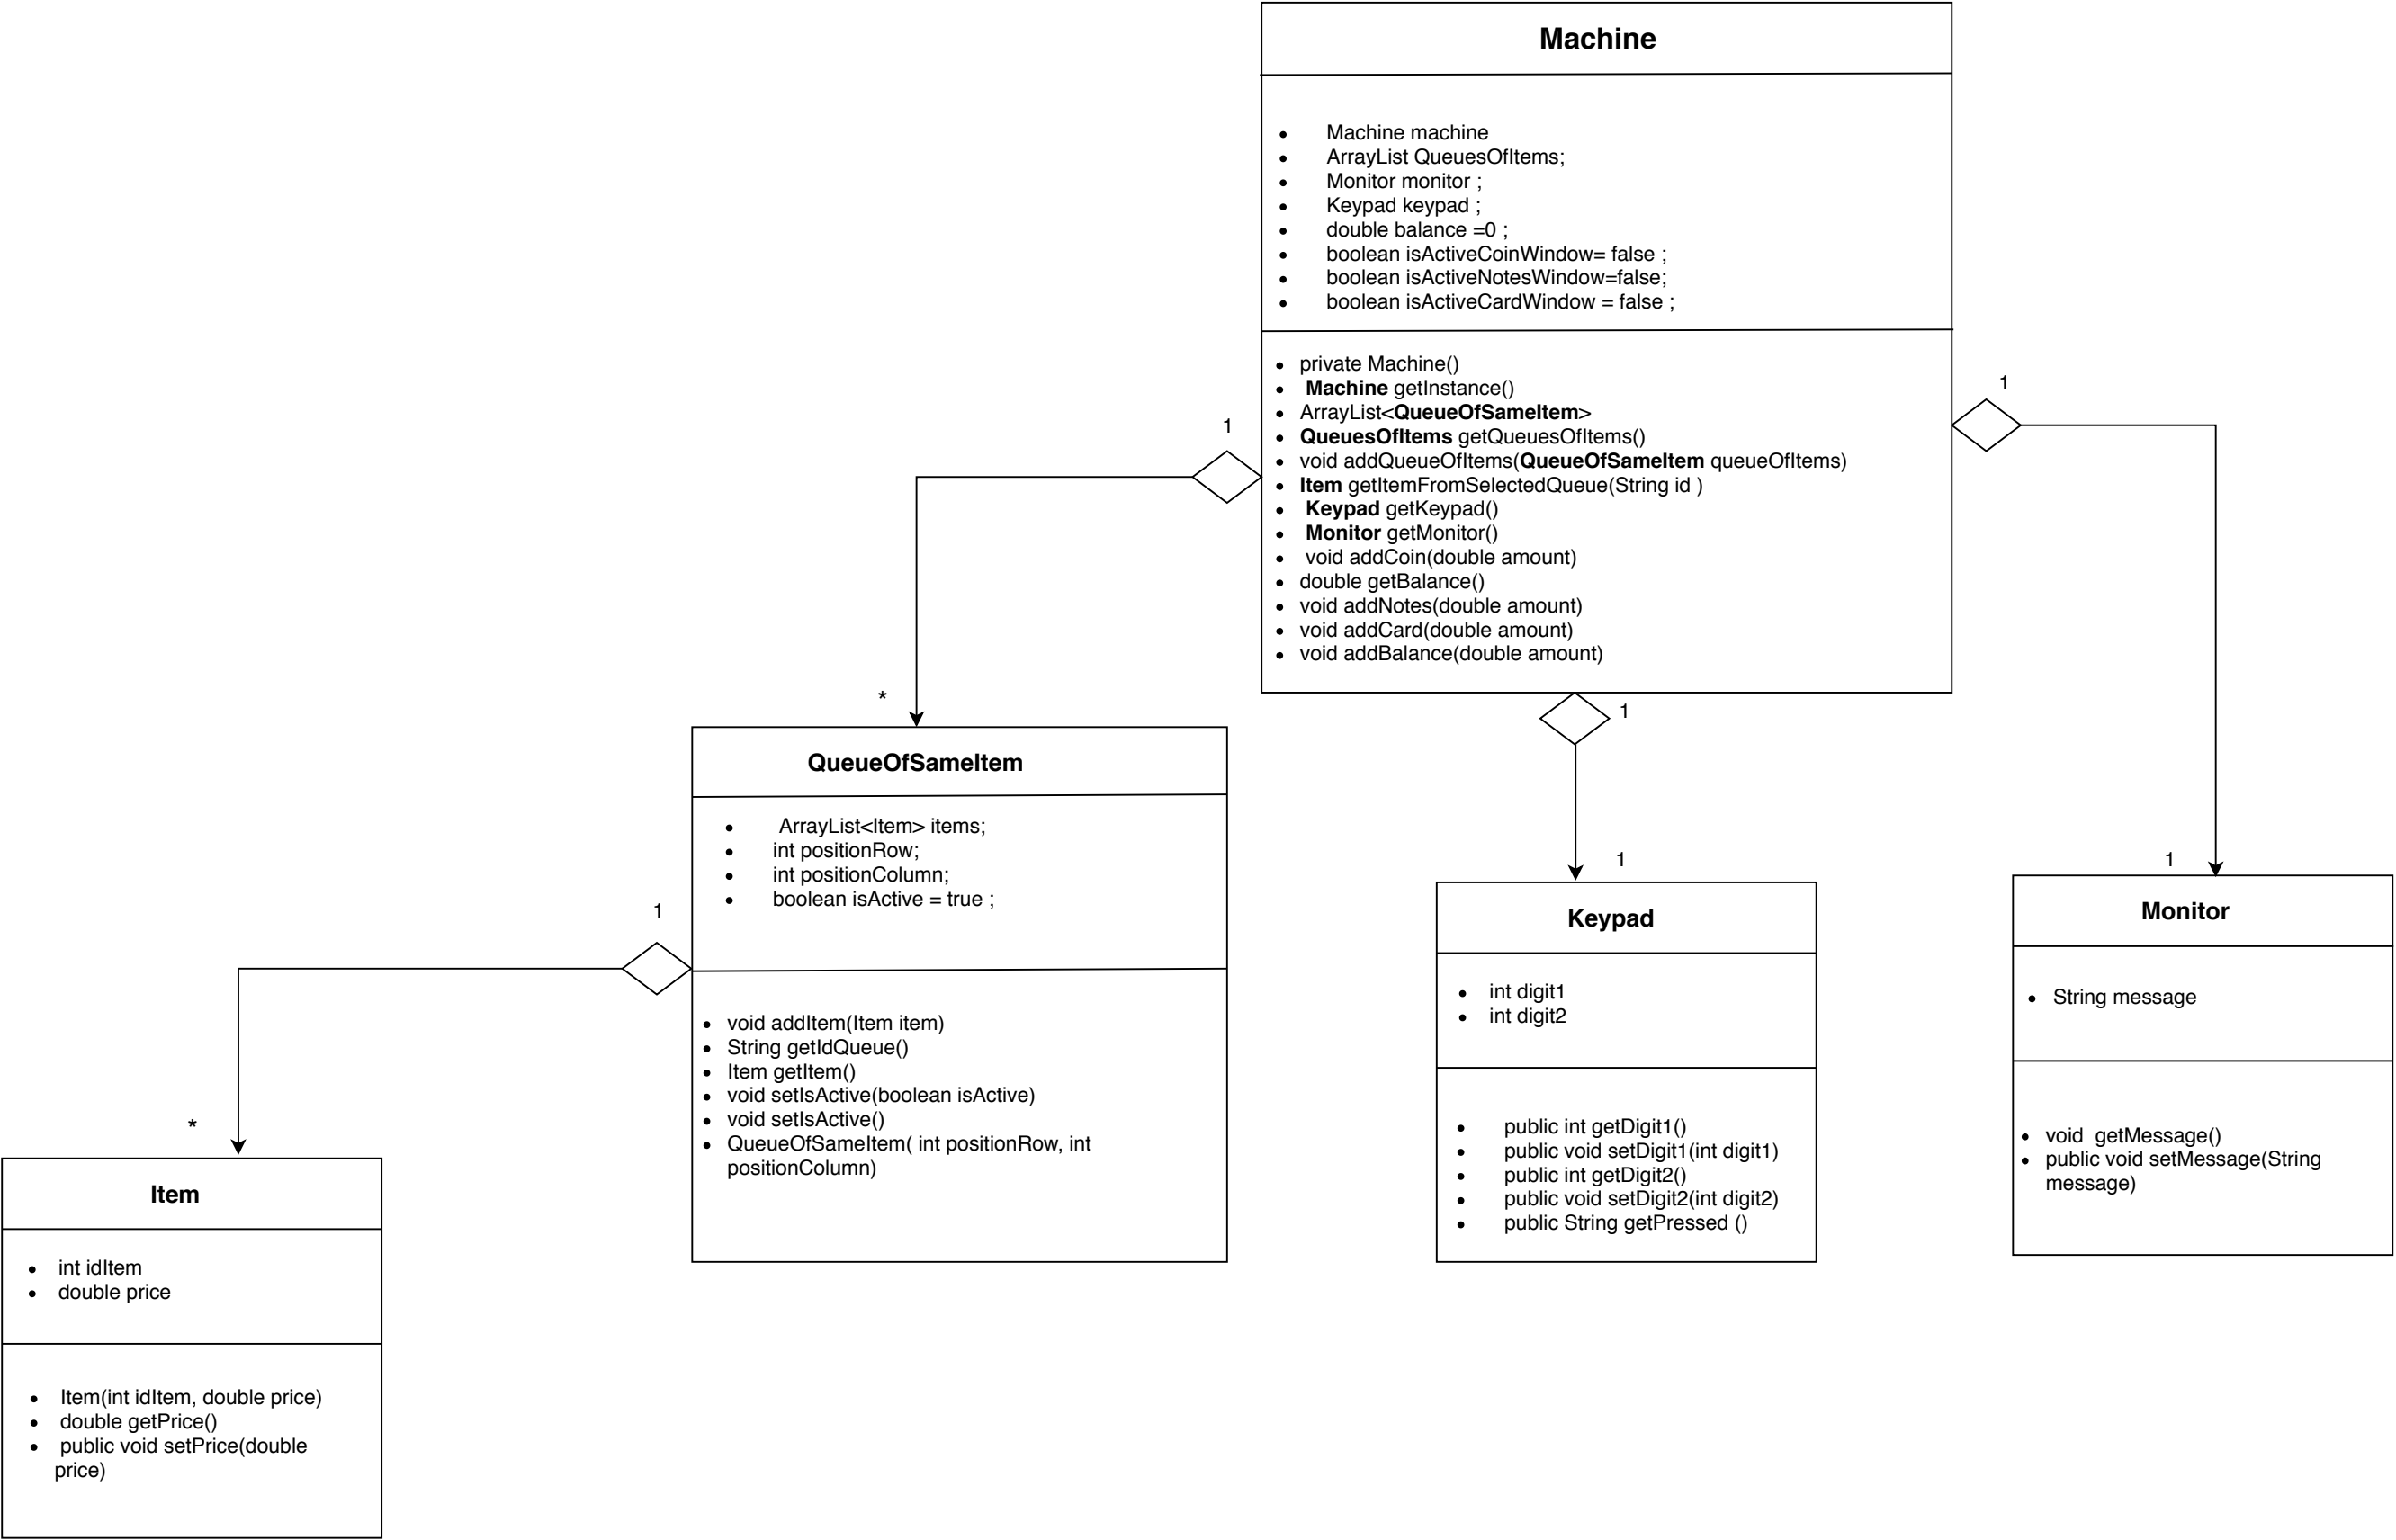 Machine
• Machine machine
• ArrayList QueuesOfItems;
• Monitor monitor ;
• Keypad keypad ;
• double balance =0 ;
• boolean isActiveCoinWindow= false ;
• boolean isActiveNotesWindow=false;
• boolean isActiveCardWindow = false ;
• private Machine()
• Machine getInstance()
• ArrayList<QueueOfSameItem>
• QueuesOfItems getQueuesOfItems()
• void addQueueOfItems(QueueOfSameItem queueOfItems)
• Item getItemFromSelectedQueue(String id )
• Keypad getKeypad()
• Monitor getMonitor()
• void addCoin(double amount)
• double getBalance()
• void addNotes(double amount)
• void addCard(double amount)
• void addBalance(double amount)
1
1
1
*
QueueOfSameItem
• ArrayList<Item> items;
• int positionRow;
• int positionColumn;
• boolean isActive = true ;
• void addItem(Item item)
• String getIdQueue()
• Item getItem()
• void setIsActive(boolean isActive)
• void setIsActive()
• QueueOfSameItem( int positionRow, int
positionColumn)
1
*
1
Keypad
• int digit1
• int digit2
• public int getDigit1()
• public void setDigit1(int digit1)
• public int getDigit2()
• public void setDigit2(int digit2)
• public String getPressed ()
1
Monitor
• String message
• void getMessage()
• public void setMessage(String
message)
Item
• int idItem
• double price
• Item(int idItem, double price)
• double getPrice()
• public void setPrice(double
price)